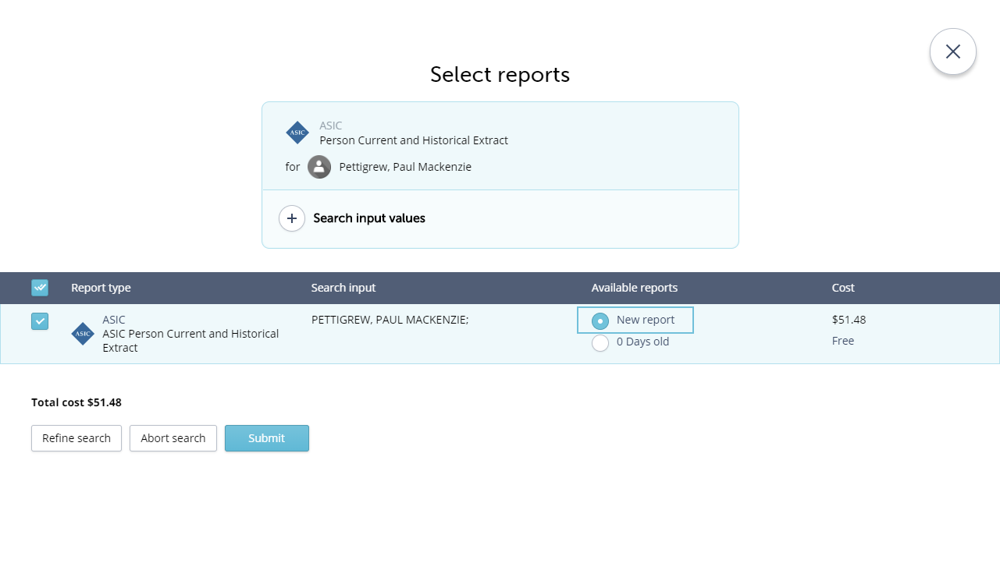 Select reports
ASIC
ASIC
Person Current and Historical Extract
for Pettigrew, Paul Mackenzie
Search input values
Report type Search input Available reports Cost
ASIC PETTIGREW, PAUL MACKENZIE; New report $51.48
ASIC ASIC Person Current and Historical
Extract
0 Days old Free
Total cost $51.48
Refine search Abort search Submit